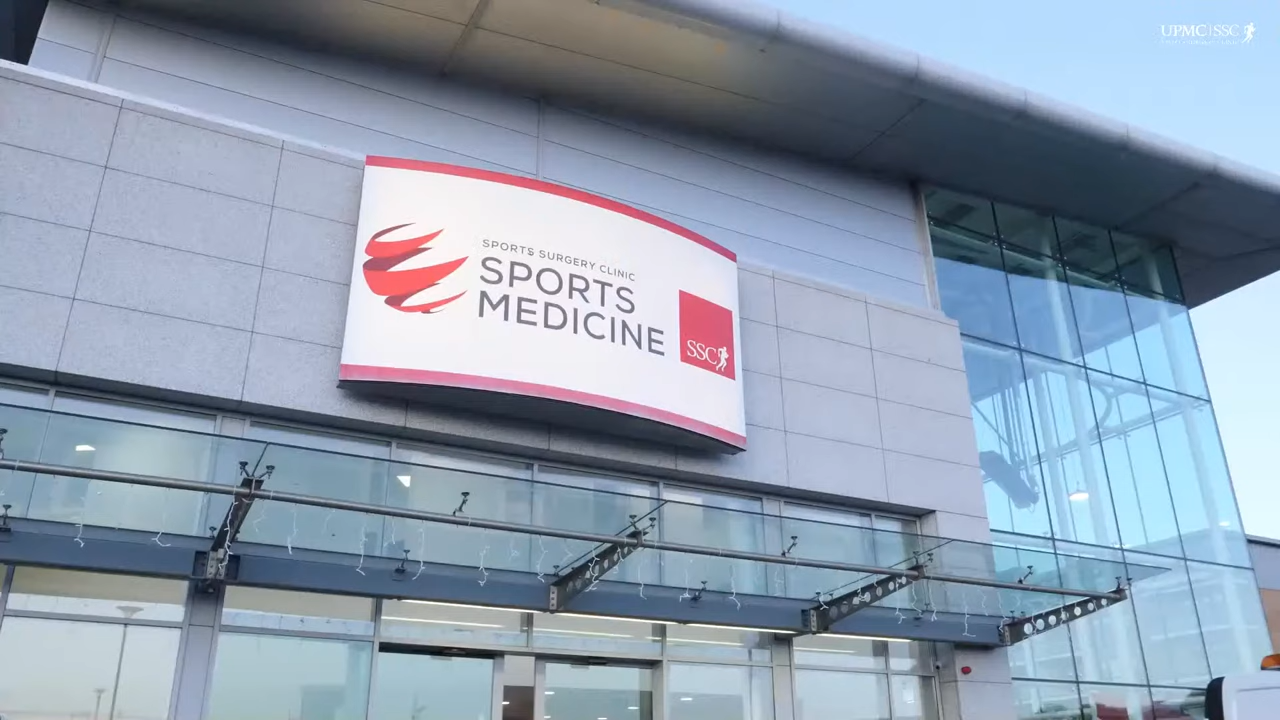 UPMC | SSC
SPORTS SURGERY CLINIC
SPORTS
MEDICINE
SSC